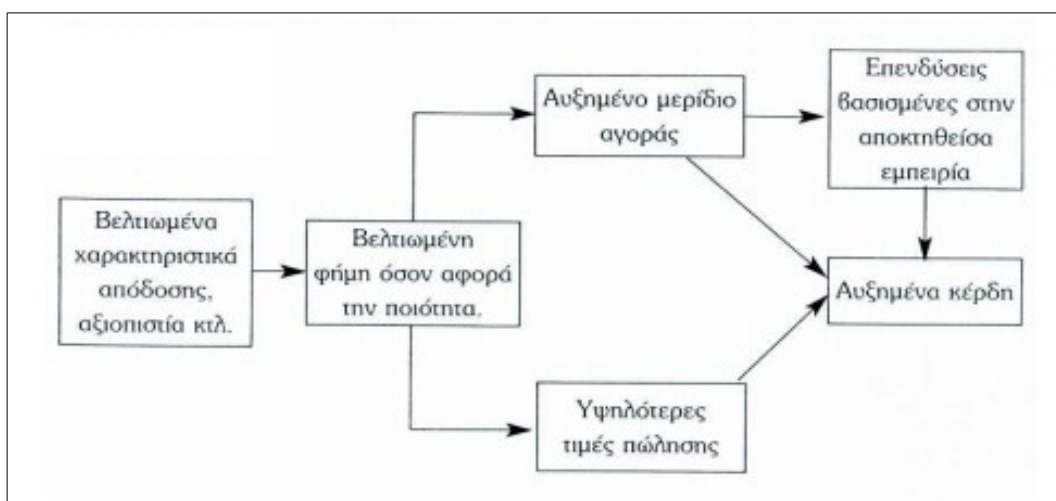 Βελτιωμένα
χαρακτηριστικά
απόδοσης,
αξιοπιστία κτλ.
Βελτιωμένη
φήμη όσον αφορά
την ποιότητα.
Αυξημένο μερίδιο
αγοράς
Επενδύσεις
βασισμένες στην
αποκτηθείσα
εμπειρία
Αυξημένα κέρδη
Υψηλότερες
τιμές πώλησης